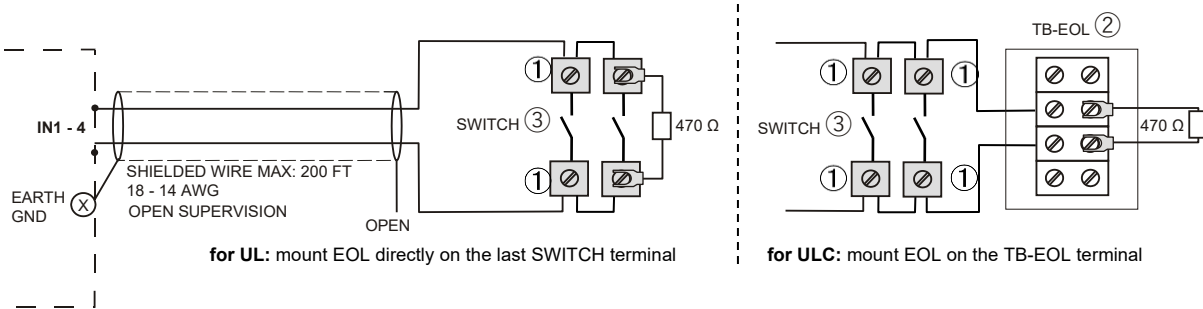 IN1 - 4
EARTH
GND
X
SHIELDED WIRE MAX: 200 FT
18 - 14 AWG
OPEN SUPERVISION
OPEN
①
SWITCH ③
①
470 Ω
for UL: mount EOL directly on the last SWITCH terminal
TB-EOL ②
① ①
SWITCH ③
① ①
470 Ω
for ULC: mount EOL on the TB-EOL terminal